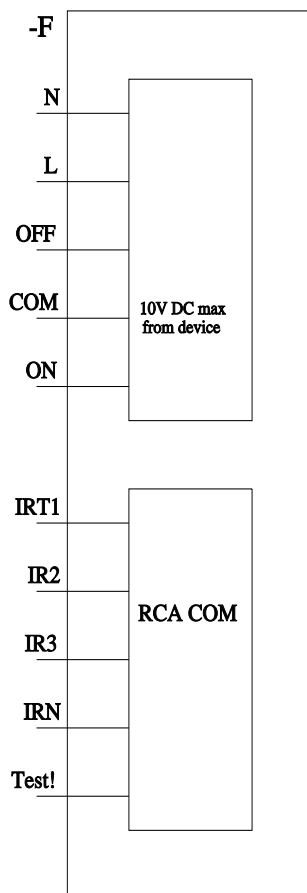 -F
N
L
OFF
COM
10V DC max
from device
ON
IRT1
IR2
RCA COM
IR3
IRN
Test!